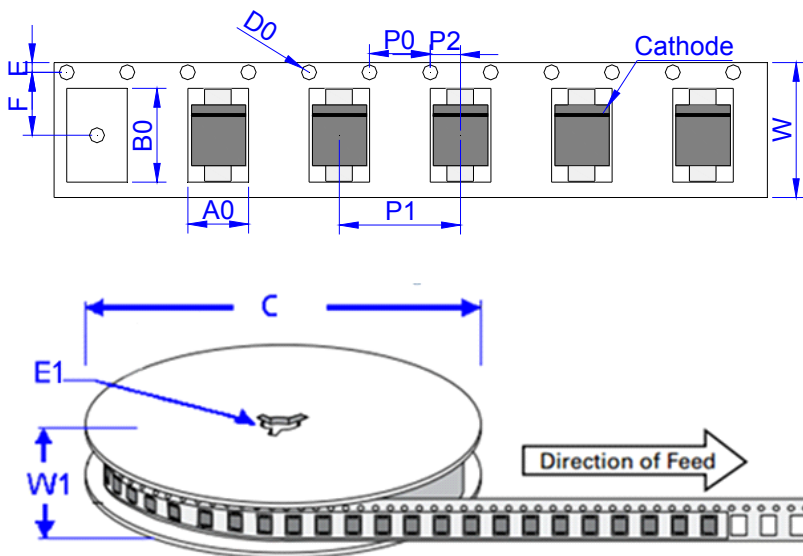 D0
P0
P2
Cathode
E
F
B0
W
A0
P1
C
E1
W1
Direction of Feed